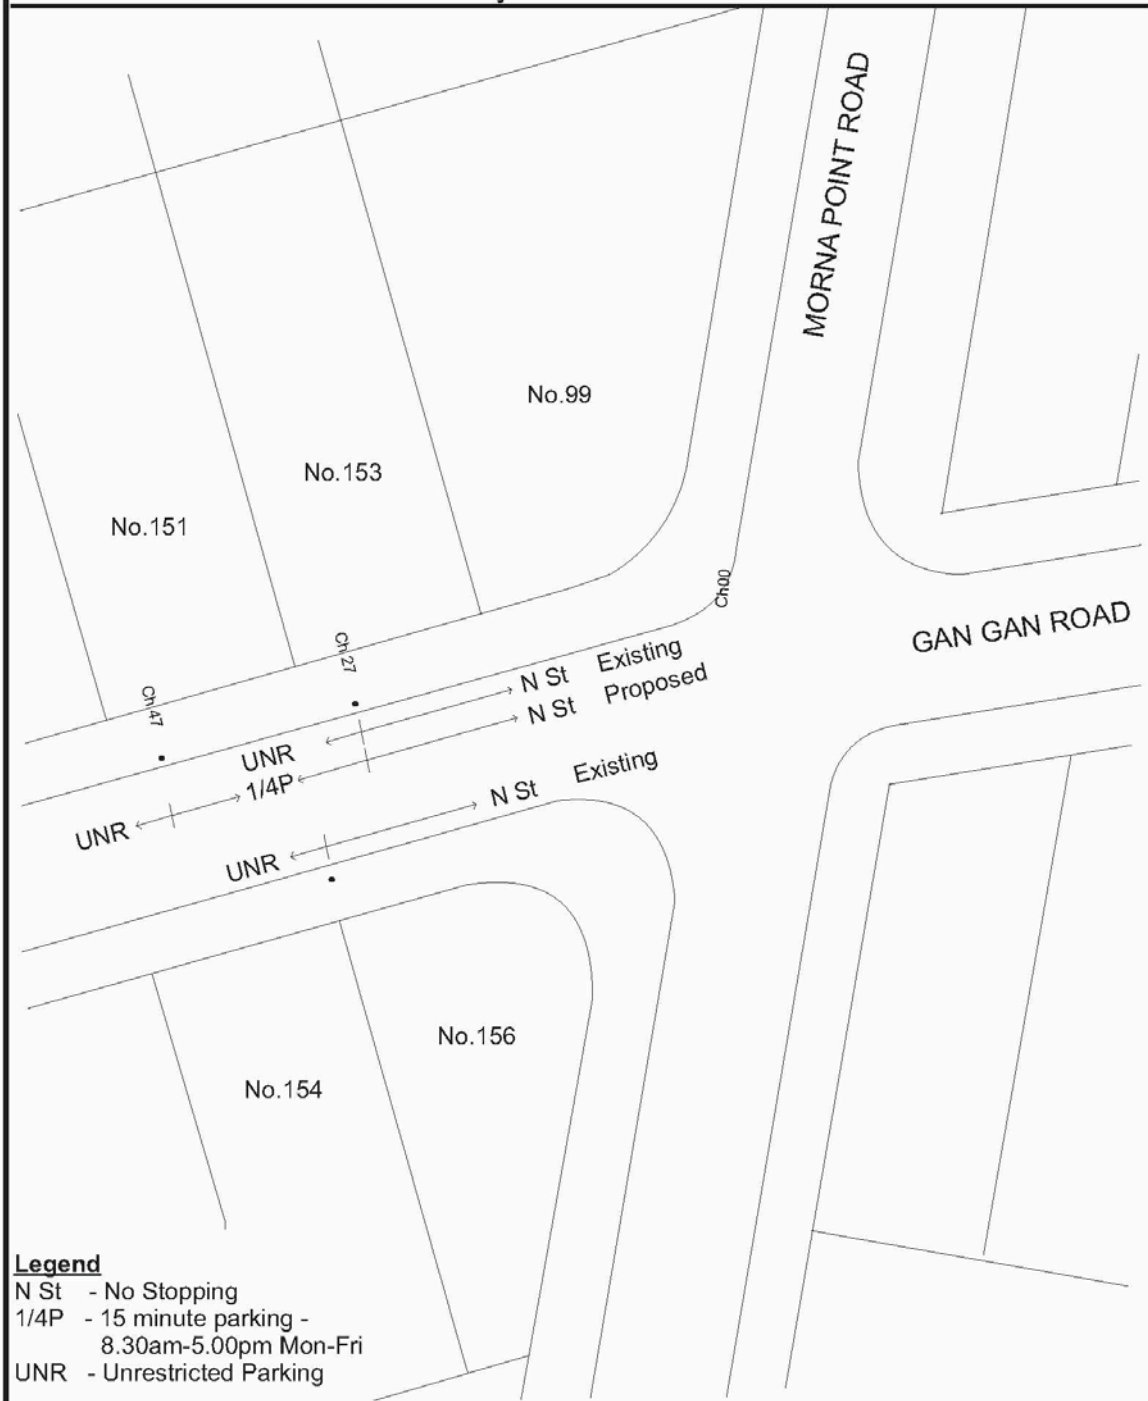 MORNA POINT ROAD
No.99
No.153
No.151
Ch00
GAN GAN ROAD
Ch 27
N St Existing
Ch 47
N St Proposed
UNR
1/4P
N St Existing
UNR
UNR
No.156
No.154
Legend
N St - No Stopping
1/4P - 15 minute parking -
8.30am-5.00pm Mon-Fri
UNR - Unrestricted Parking